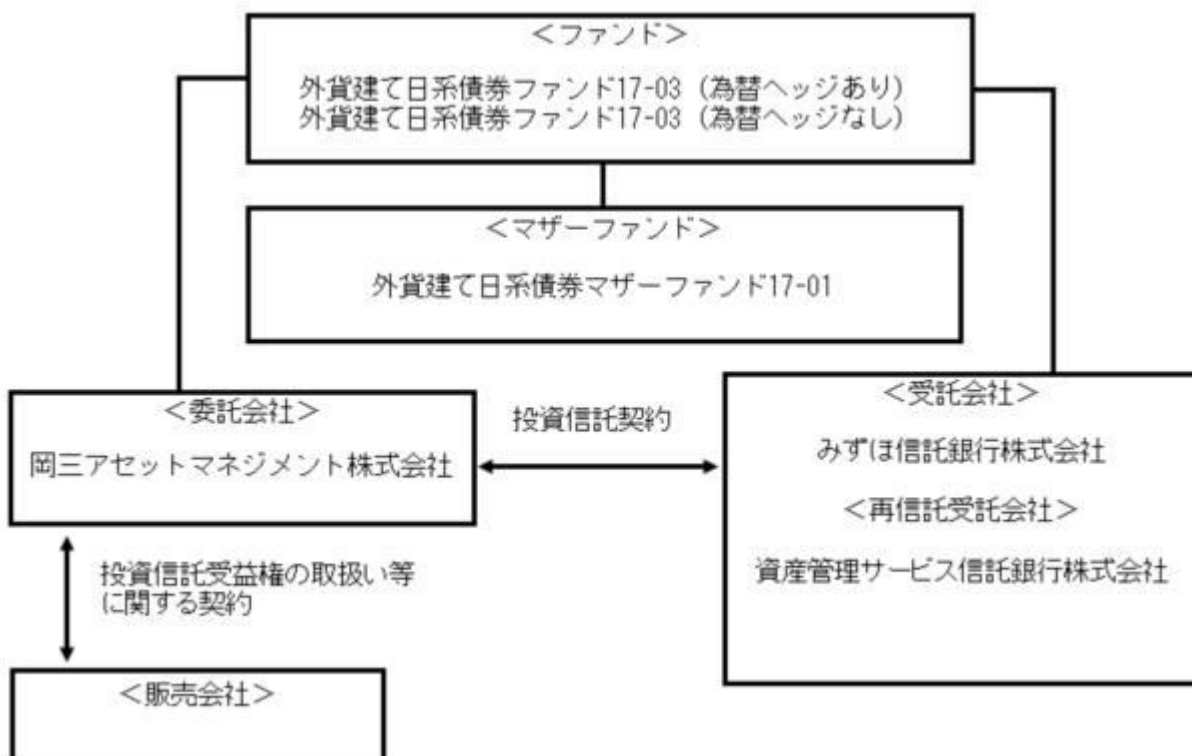 ＜ファンド＞
外貨建て日系債券ファンド17-03（為替ヘッジあり）
外貨建て日系債券ファンド17-03（為替ヘッジなし）
＜マザーファンド＞
外貨建て日系債券マザーファンド17-01
＜委託会社＞
岡三アセットマネジメント株式会社
投資信託契約
＜受託会社＞
みずほ信託銀行株式会社
＜再信託受託会社＞
資産管理サービス信託銀行株式会社
投資信託受益権の取扱い等
に関する契約
＜販売会社＞